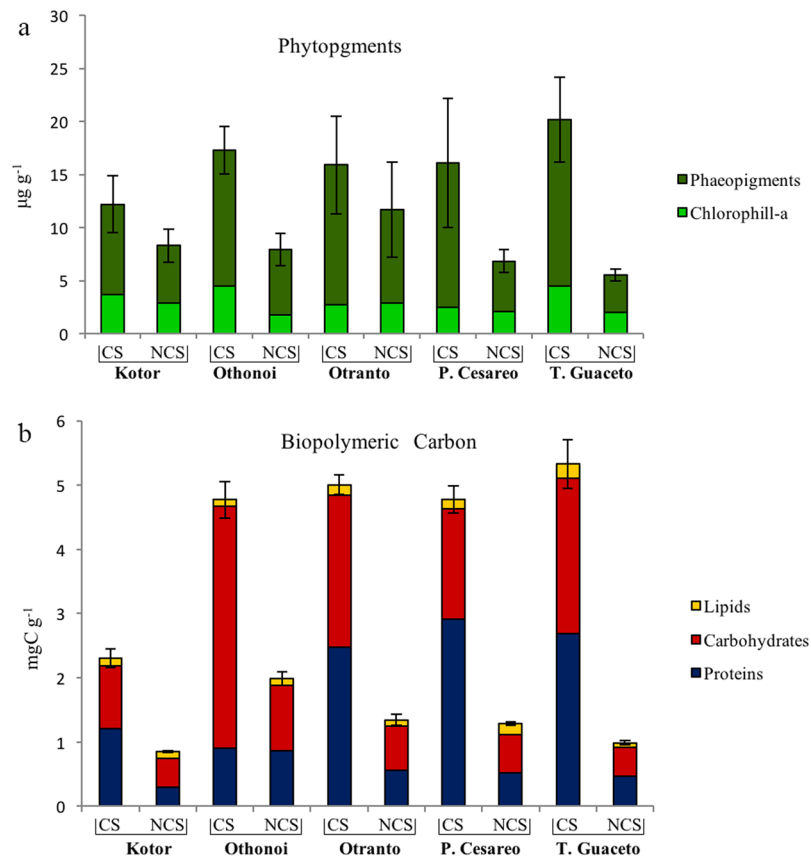 a
Phytopgments
30
25
20
15
10
5
0
µg g-1
Phaeopigments
Chlorophill-a
CS NCS CS NCS CS NCS CS NCS CS NCS
Kotor Othonoi Otranto P. Cesareo T. Guaceto
b
Biopolymeric Carbon
6
5
4
3
2
1
0
mgC g-1
Lipids
Carbohydrates
Proteins
CS NCS CS NCS CS NCS CS NCS CS NCS
Kotor Othonoi Otranto P. Cesareo T. Guaceto